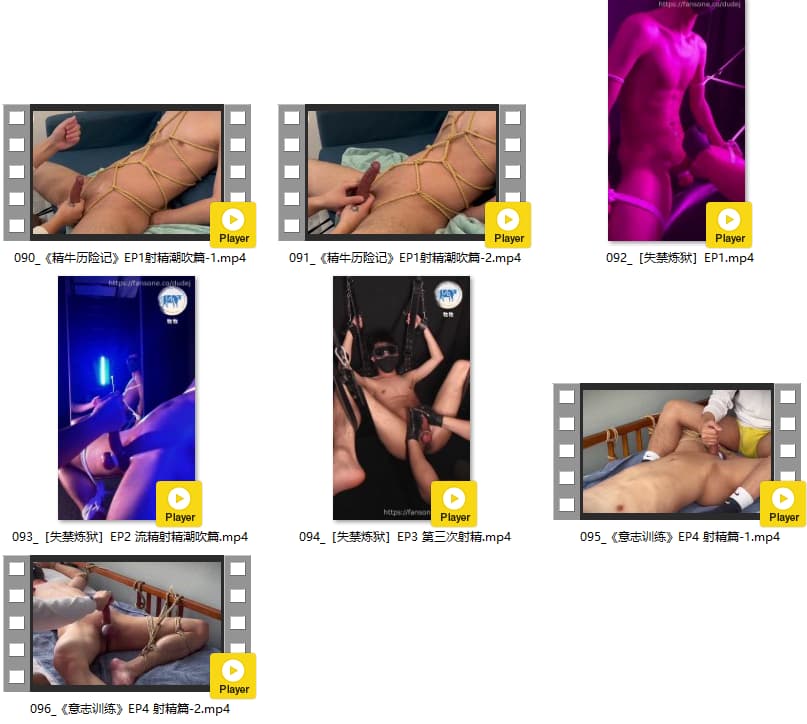 https://fansone.co/dudej
Player
Player
Player
090_《精牛历险记》EP1射精潮吹篇-1.mp4
091_《精牛历险记》EP1射精潮吹篇-2.mp4
092_［失禁炼狱］EP1.mp4
https://fansone.co/dudej
Player
Player
Player
093_［失禁炼狱］EP2 流精射精潮吹篇.mp4
094_［失禁炼狱］EP3 第三次射精.mp4
095_《意志训练》EP4 射精篇-1.mp4
Player
096_《意志训练》EP4 射精篇-2.mp4